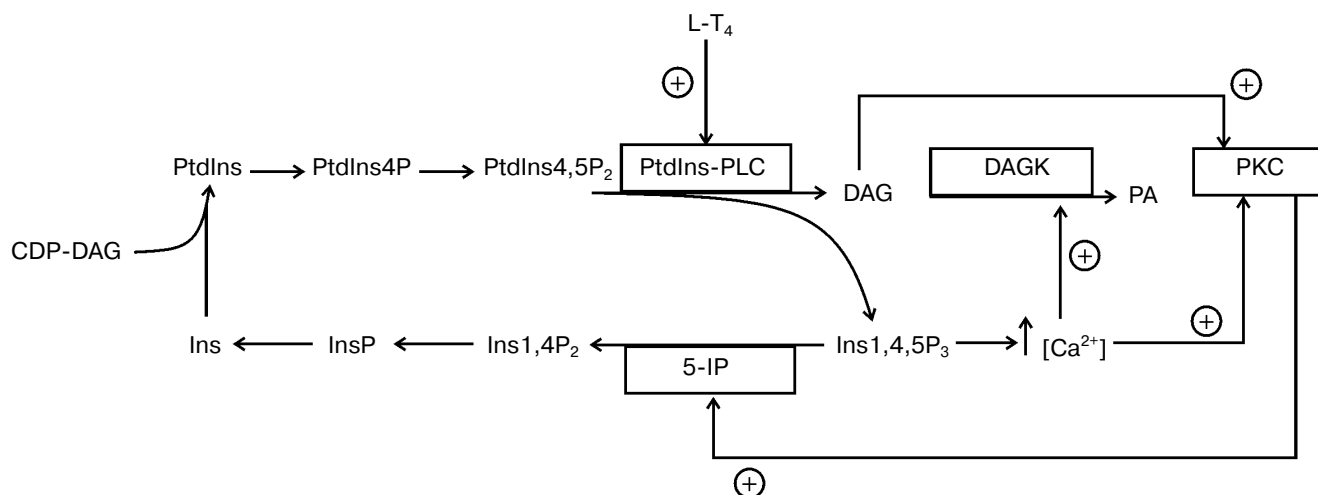 L-T₄
+
+
PtdIns PtdIns4P PtdIns4,5P₂ PtdIns-PLC DAG DAGK PA PKC
CDP-DAG
+
+
Ins InsP Ins1,4P₂ Ins1,4,5P₃ [Ca²⁺]
5-IP
+